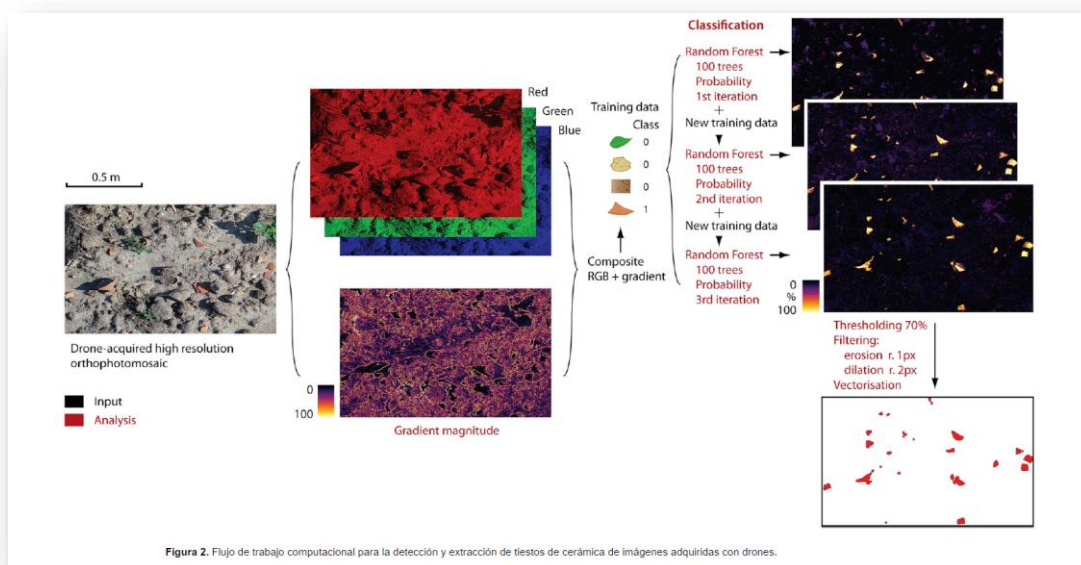 0.5 m
Drone-acquired high resolution
orthophotomosaic
Input
Analysis
Red
Green
Blue
0
100
Gradient magnitude
Training data
Class
0
0
0
1
Composite
RGB + gradient
Classification
Random Forest
100 trees
Probability
1st iteration
+
New training data
Random Forest
100 trees
Probability
2nd iteration
+
New training data
Random Forest
100 trees
Probability
3rd iteration
0
%
100
Thresholding 70%
Filtering:
erosion r. 1px
dilation r. 2px
Vectorisation
Figura 2. Flujo de trabajo computacional para la detección y extracción de tiestos de cerámica de imágenes adquiridas con drones.